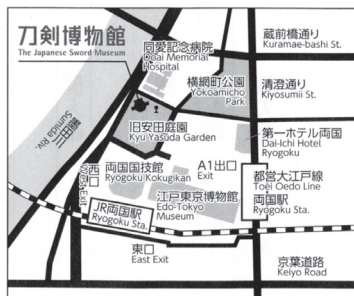 刀剣博物館
The Japanese Sword Museum
同愛記念病院
Doai Memorial
Hospital
蔵前橋通り
Kuramae-bashi St.
横網町公園
Yokoamicho
Park
清澄通り
Kiyosumii St.
隅田川
Sumida Riv.
旧安田庭園
Kyu Yasuda Garden
第一ホテル両国
Dai-Ichi Hotel
Ryogoku
両国国技館
Ryogoku Kokugikan
A1出口
Exit
西口
West Exit
都営大江戸線
Toei Oedo Line
両国駅
Ryogoku Sta.
江戸東京博物館
Edo-Tokyo
Museum
JR両国駅
Ryogoku Sta.
東口
East Exit
京葉道路
Keiyo Road